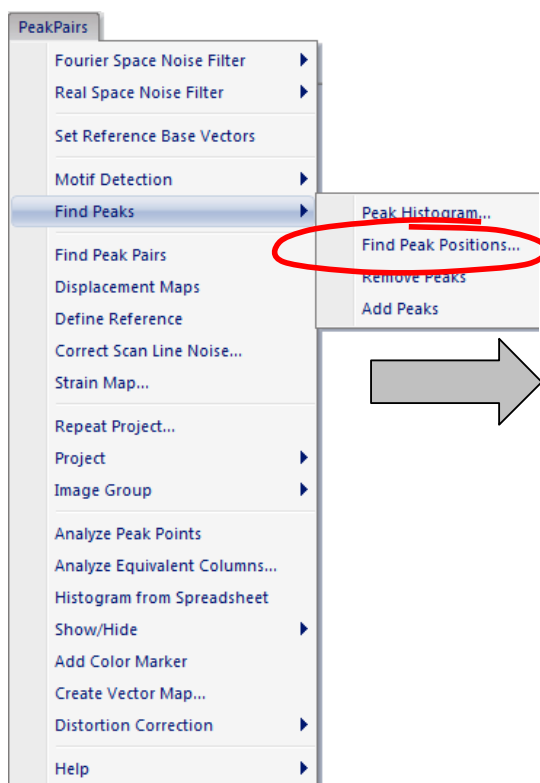 PeakPairs
Fourier Space Noise Filter
Real Space Noise Filter
Set Reference Base Vectors
Motif Detection
Find Peaks
Peak Histogram...
Find Peak Positions...
Remove Peaks
Add Peaks
Find Peak Pairs
Displacement Maps
Define Reference
Correct Scan Line Noise...
Strain Map...
Repeat Project...
Project
Image Group
Analyze Peak Points
Analyze Equivalent Columns...
Histogram from Spreadsheet
Show/Hide
Add Color Marker
Create Vector Map...
Distortion Correction
Help